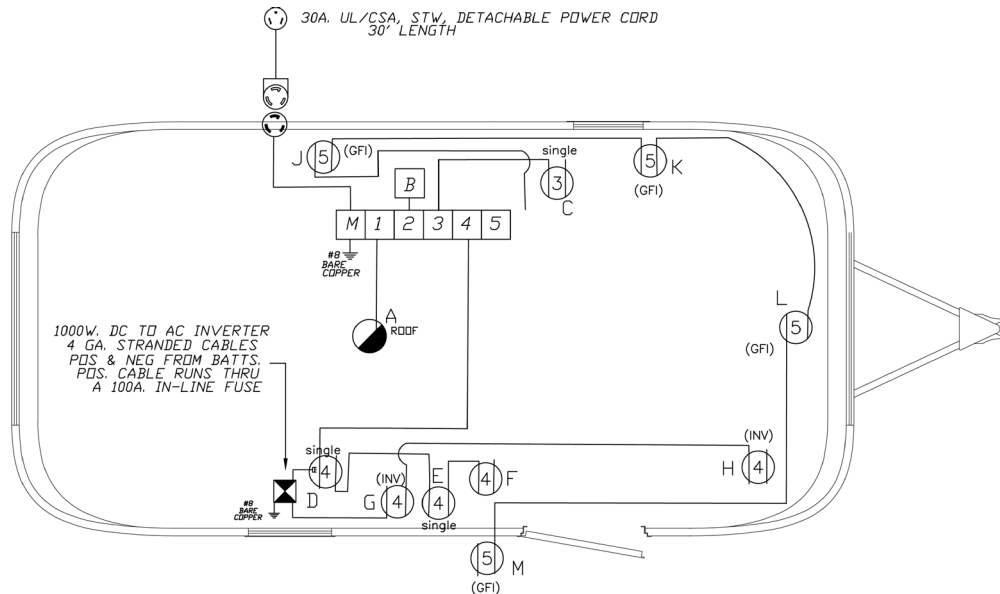 30A. UL/CSA, STW, DETACHABLE POWER CORD
30' LENGTH
J
5
(GFI)
single
3
C
5
K
(GFI)
B
M 1 2 3 4 5
#8
BARE
COPPER
A
ROOF
L
5
(GFI)
1000W. DC TO AC INVERTER
4 GA. STRANDED CABLES
POS & NEG FROM BATTS.
POS. CABLE RUNS THRU
A 100A. IN-LINE FUSE
single
4
D
#8
BARE
COPPER
(INV)
G
4
E
4
single
4
F
(INV)
H
4
5
M
(GFI)